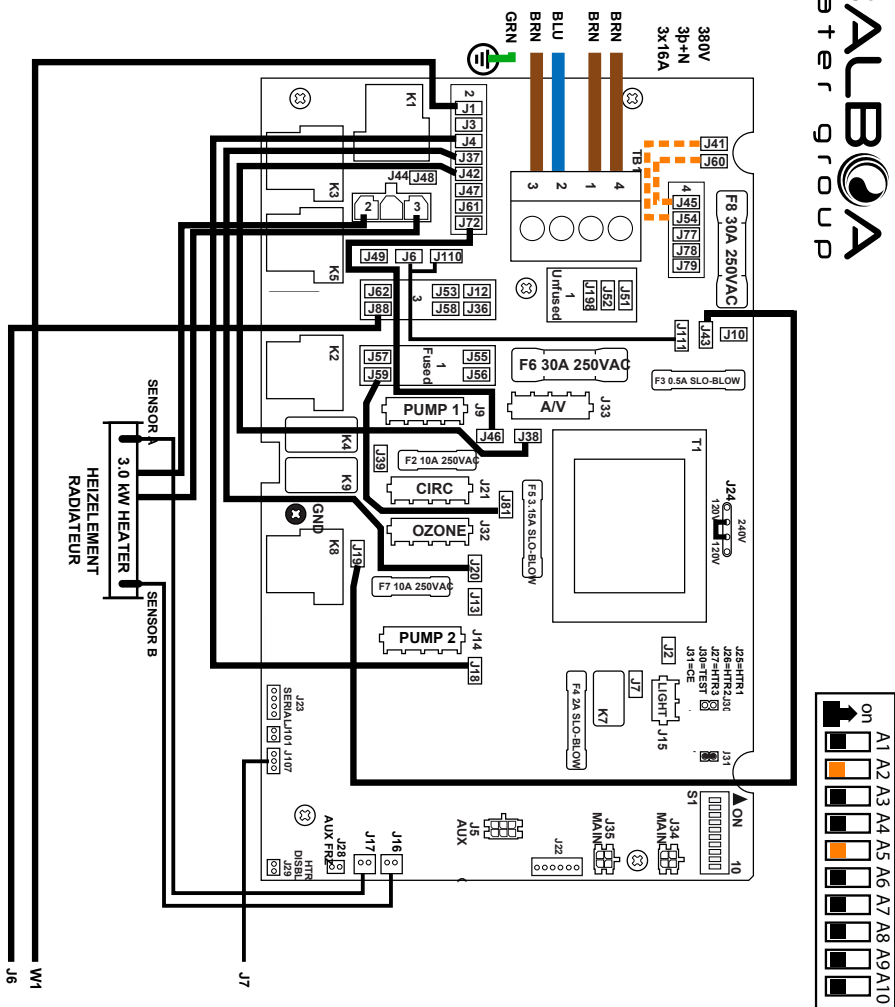 BALBOA
water group
380V
3p+N
3x16A
GRN
BRN
BLU
BRN
BRN
TB1
3
2
1
4
J41
J60
4
J45
J54
J77
J78
J79
F8 30A 250VAC
2
J1
J3
J4
J37
J42
J47
J61
J72
K1
K3
J44
J48
2
3
K5
J49
J6
J110
J62
J88
3
J53
J58
J12
J36
Unfused
1
J198
J52
J51
J111
J43
J10
K2
J57
J59
1
Fused
J55
J56
F6 30A 250VAC
F3 0.5A SLO-BLOW
PUMP 1
J9
A/V
J33
K4
K9
J39
F2 10A 250VAC
J46
J38
CIRC
J21
J81
F5 3.15A SLO-BLOW
T1
J24
120V
240V
120V
GND
OZONE
J32
K8
J19
J20
J13
F7 10A 250VAC
PUMP 2
J14
J18
J2
J7
LIGHT
J15
K7
F4 2A SLO-BLOW
J25=HTR1
J26=HTR2
J27=HTR3
J30=TEST
J31=CE
J30
J31
SENSOR A
3.0 kW HEATER
SENSOR B
HEIZELEMENT
RADIATEUR
J23
SERIAL
J101
J107
J28
AUX FRZ
J17
J16
HTR
DISBL
J29
J5
AUX
J22
J35
MAIN
J34
MAIN
S1
ON
10
J6
W1
J7
on
A1
A2
A3
A4
A5
A6
A7
A8
A9
A10